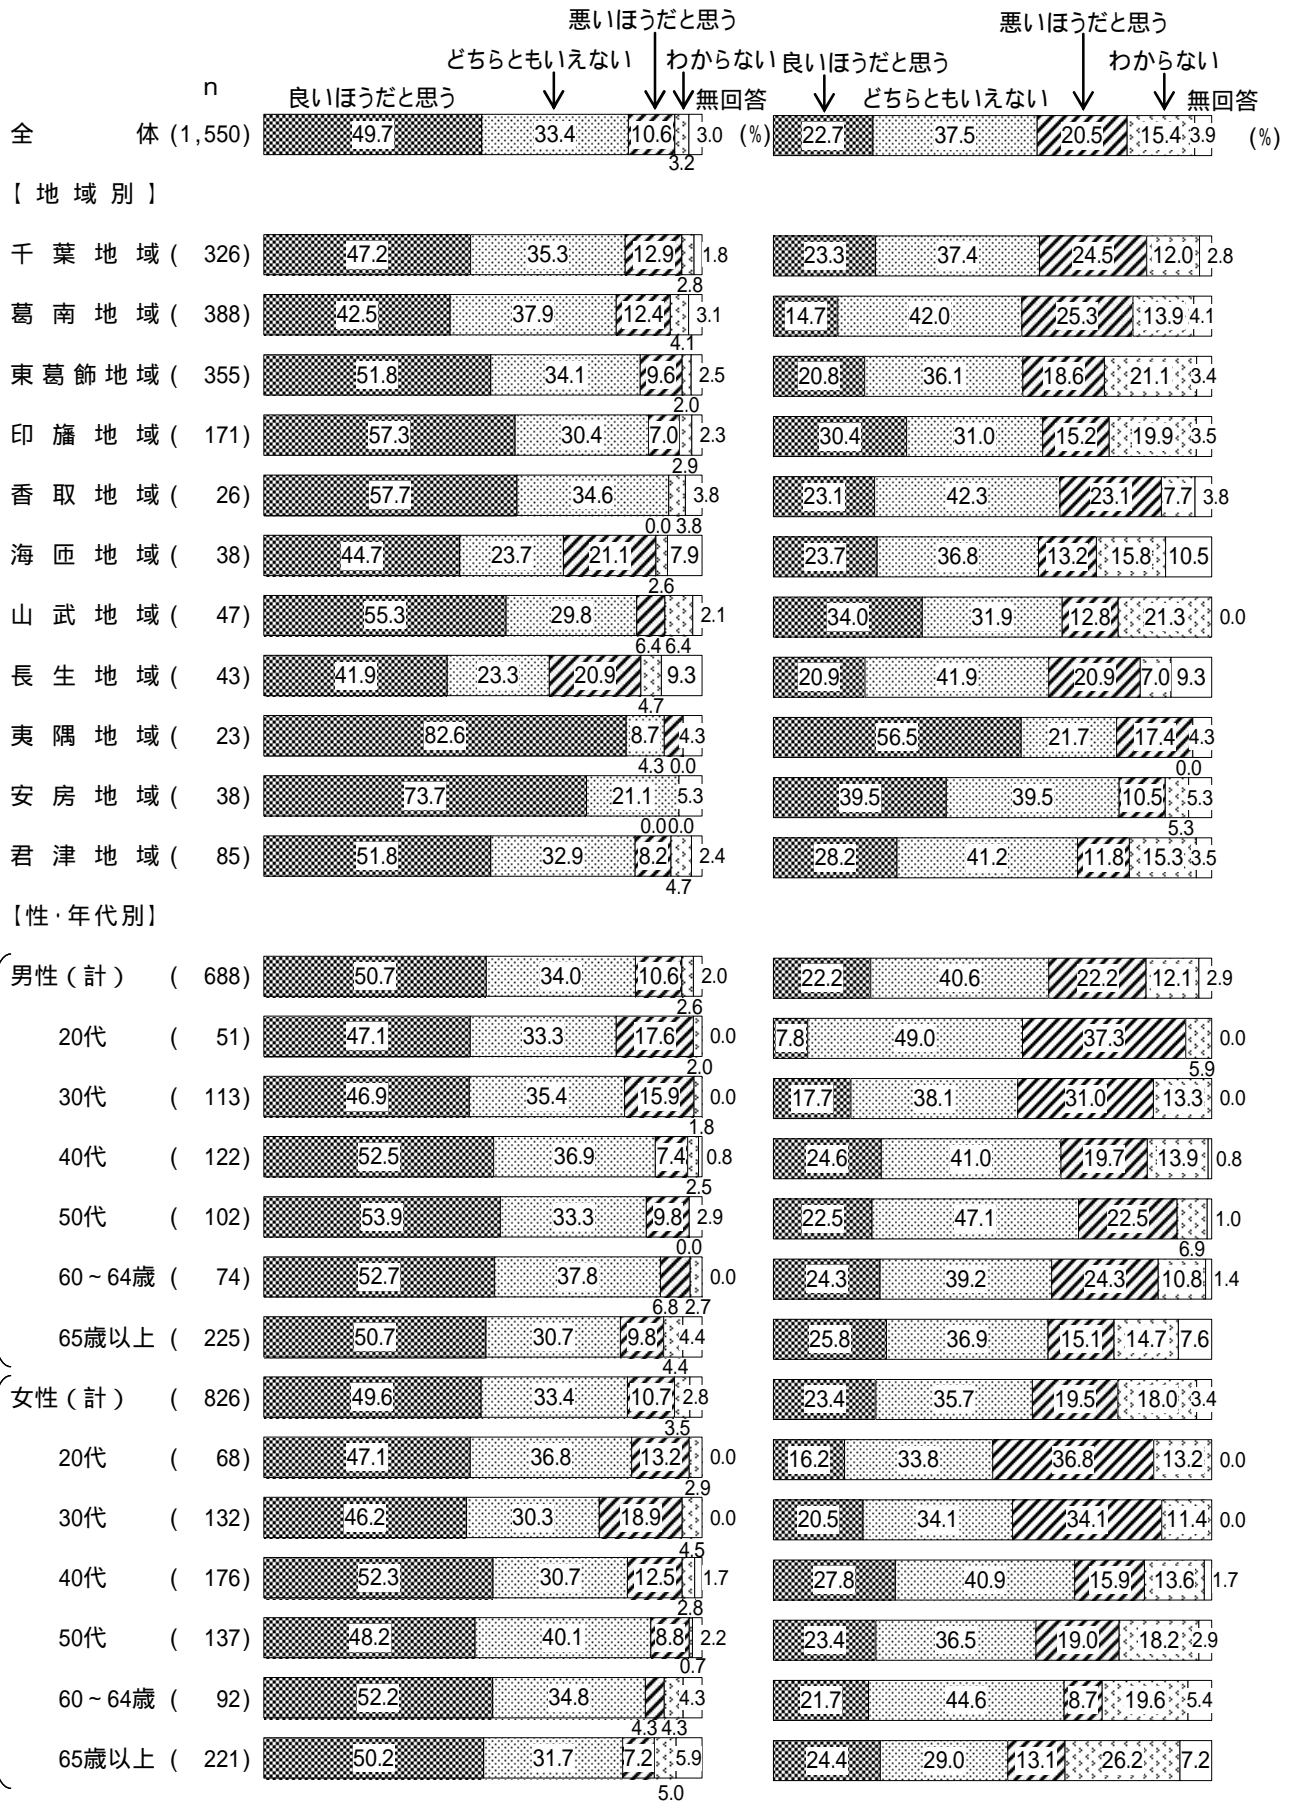 悪いほうだと思う 悪いほうだと思う
どちらともいえない わからない 良いほうだと思う わからない
n 良いほうだと思う 無回答 どちらともいえない 無回答
全体 (1,550) 49.7 33.4 10.6 3.0 (%) 22.7 37.5 20.5 15.4 3.9 (%)
3.2
【地域別】
千葉地域 ( 326) 47.2 35.3 12.9 1.8 23.3 37.4 24.5 12.0 2.8
2.8
葛南地域 ( 388) 42.5 37.9 12.4 3.1 14.7 42.0 25.3 13.9 4.1
4.1
東葛飾地域 ( 355) 51.8 34.1 9.6 2.5 20.8 36.1 18.6 21.1 3.4
2.0
印旛地域 ( 171) 57.3 30.4 7.0 2.3 30.4 31.0 15.2 19.9 3.5
2.9
香取地域 ( 26) 57.7 34.6 3.8 23.1 42.3 23.1 7.7 3.8
0.0 3.8
海匝地域 ( 38) 44.7 23.7 21.1 7.9 23.7 36.8 13.2 15.8 10.5
2.6
山武地域 ( 47) 55.3 29.8 2.1 34.0 31.9 12.8 21.3 0.0
6.4 6.4
長生地域 ( 43) 41.9 23.3 20.9 9.3 20.9 41.9 20.9 7.0 9.3
4.7
夷隅地域 ( 23) 82.6 8.7 4.3 56.5 21.7 17.4 4.3
4.3 0.0 0.0
安房地域 ( 38) 73.7 21.1 5.3 39.5 39.5 10.5 5.3
0.0 0.0 5.3
君津地域 ( 85) 51.8 32.9 8.2 2.4 28.2 41.2 11.8 15.3 3.5
4.7
【性・年代別】
男性(計) ( 688) 50.7 34.0 10.6 2.0 22.2 40.6 22.2 12.1 2.9
2.6
20代 ( 51) 47.1 33.3 17.6 0.0 7.8 49.0 37.3 0.0
2.0 5.9
30代 ( 113) 46.9 35.4 15.9 0.0 17.7 38.1 31.0 13.3 0.0
1.8
40代 ( 122) 52.5 36.9 7.4 0.8 24.6 41.0 19.7 13.9 0.8
2.5
50代 ( 102) 53.9 33.3 9.8 2.9 22.5 47.1 22.5 1.0
0.0 6.9
60~64歳 ( 74) 52.7 37.8 0.0 24.3 39.2 24.3 10.8 1.4
6.8 2.7
65歳以上 ( 225) 50.7 30.7 9.8 4.4 25.8 36.9 15.1 14.7 7.6
4.4
女性(計) ( 826) 49.6 33.4 10.7 2.8 23.4 35.7 19.5 18.0 3.4
3.5
20代 ( 68) 47.1 36.8 13.2 0.0 16.2 33.8 36.8 13.2 0.0
2.9
30代 ( 132) 46.2 30.3 18.9 0.0 20.5 34.1 34.1 11.4 0.0
4.5
40代 ( 176) 52.3 30.7 12.5 1.7 27.8 40.9 15.9 13.6 1.7
2.8
50代 ( 137) 48.2 40.1 8.8 2.2 23.4 36.5 19.0 18.2 2.9
0.7
60~64歳 ( 92) 52.2 34.8 4.3 21.7 44.6 8.7 19.6 5.4
4.3 4.3
65歳以上 ( 221) 50.2 31.7 7.2 5.9 24.4 29.0 13.1 26.2 7.2
5.0